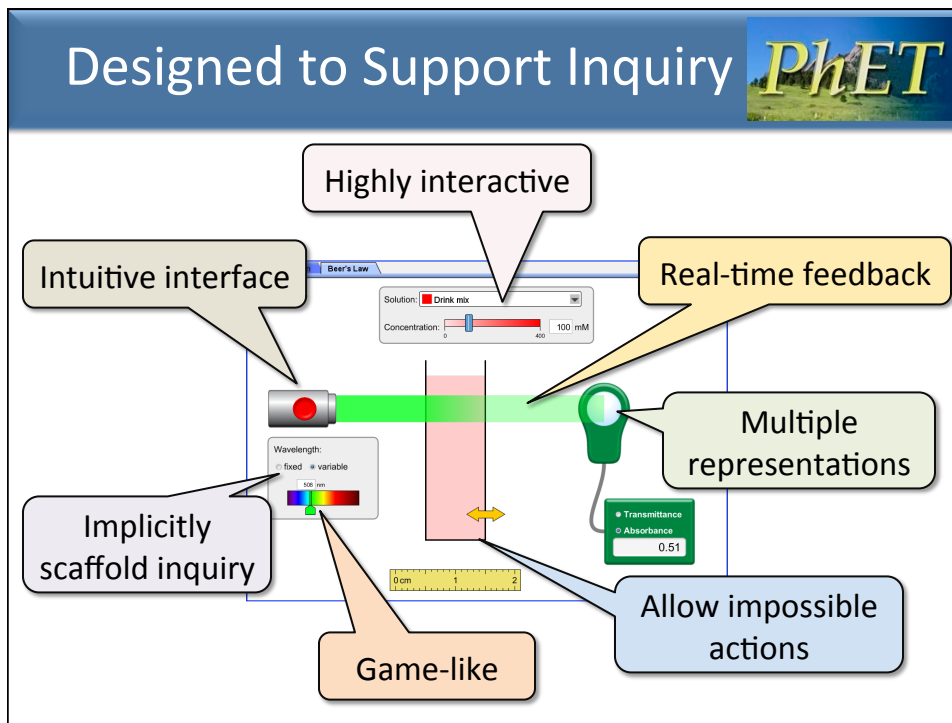 Designed to Support Inquiry
PhET
Highly interactive
Intuitive interface
Real-time feedback
Beer's Law
Solution: Drink mix
Concentration: 100 mM
0 400
Multiple
representations
Wavelength:
fixed variable
508 nm
Implicitly
scaffold inquiry
Transmittance
Absorbance
0.51
0 cm 1 2
Allow impossible
actions
Game-like